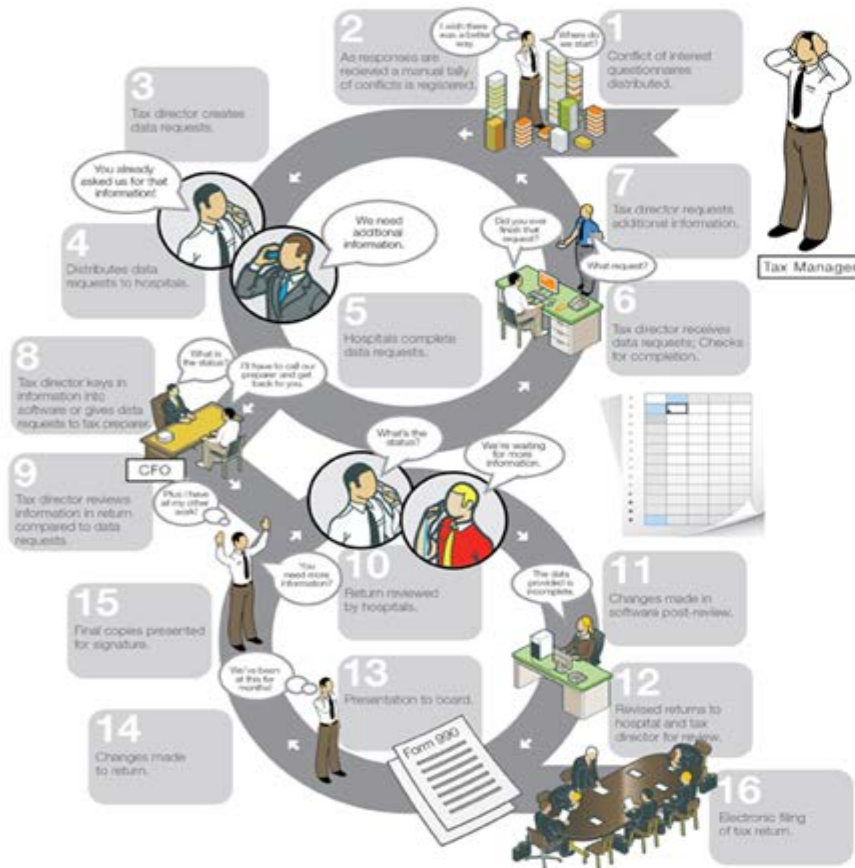 1
Conflict of interest
questionnaires
distributed.
Where do
we start?
I wish there
was a better
way.
2
As responses are
recieved a manual tally
of conflicts is registered.
3
Tax director creates
data requests.
You already
asked us for that
information!
We need
additional
information.
4
Distributes data
requests to hospitals.
5
Hospitals complete
data requests.
Did you ever
finish that
request?
What request?
6
Tax director receives
data requests; Checks
for completion.
7
Tax director requests
additional information.
Tax Manager
8
Tax director keys in
information into
software or gives data
requests to tax preparer.
What is
the status?
I'll have to call our
preparer and get
back to you.
CFO
9
Tax director reviews
information in return
compared to data
requests
Plus I have
all my other
work!
You
need more
information?
What's the
status?
We're waiting
for more
information.
10
Return reviewed
by hospitals.
11
Changes made in
software post-review.
The data
provided is
incomplete.
12
Revised returns to
hospital and tax
director for review.
13
Presentation to board.
We've been
at this for
months!
14
Changes made
to return.
15
Final copies presented
for signature.
Form 990
16
Electronic filing
of tax return.